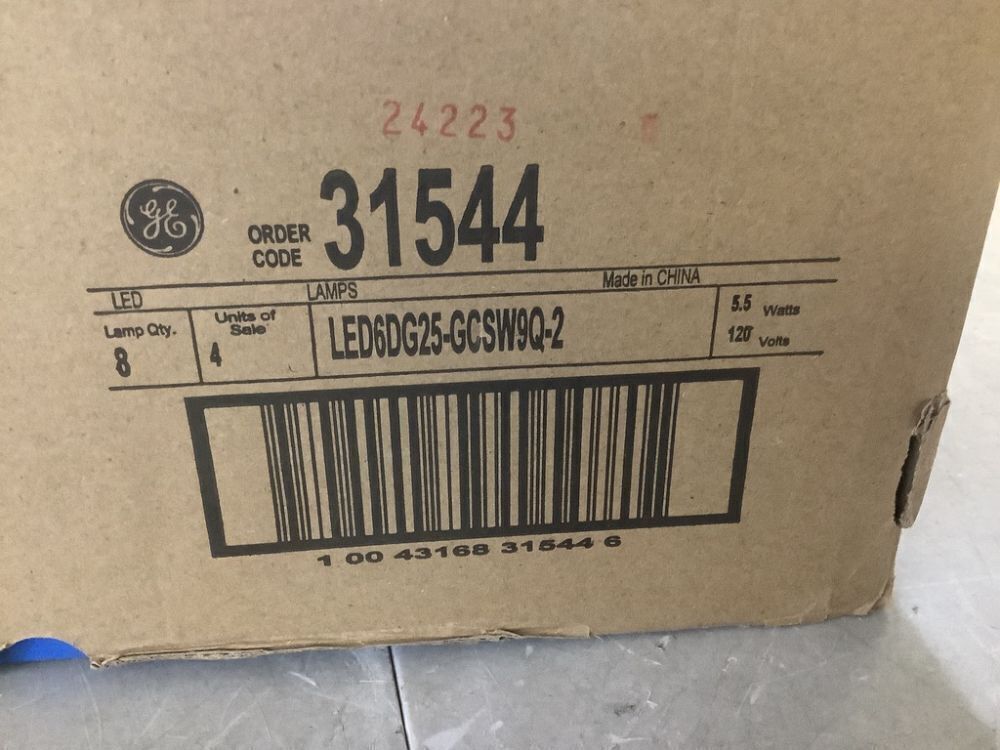 24223
GE
ORDER CODE 31544
LED LAMPS Made in CHINA
Lamp Qty. 8
Units of Sale 4
LED6DG25-GCSW9Q-2
5.5 Watts
120 Volts
1 00 43168 31544 6